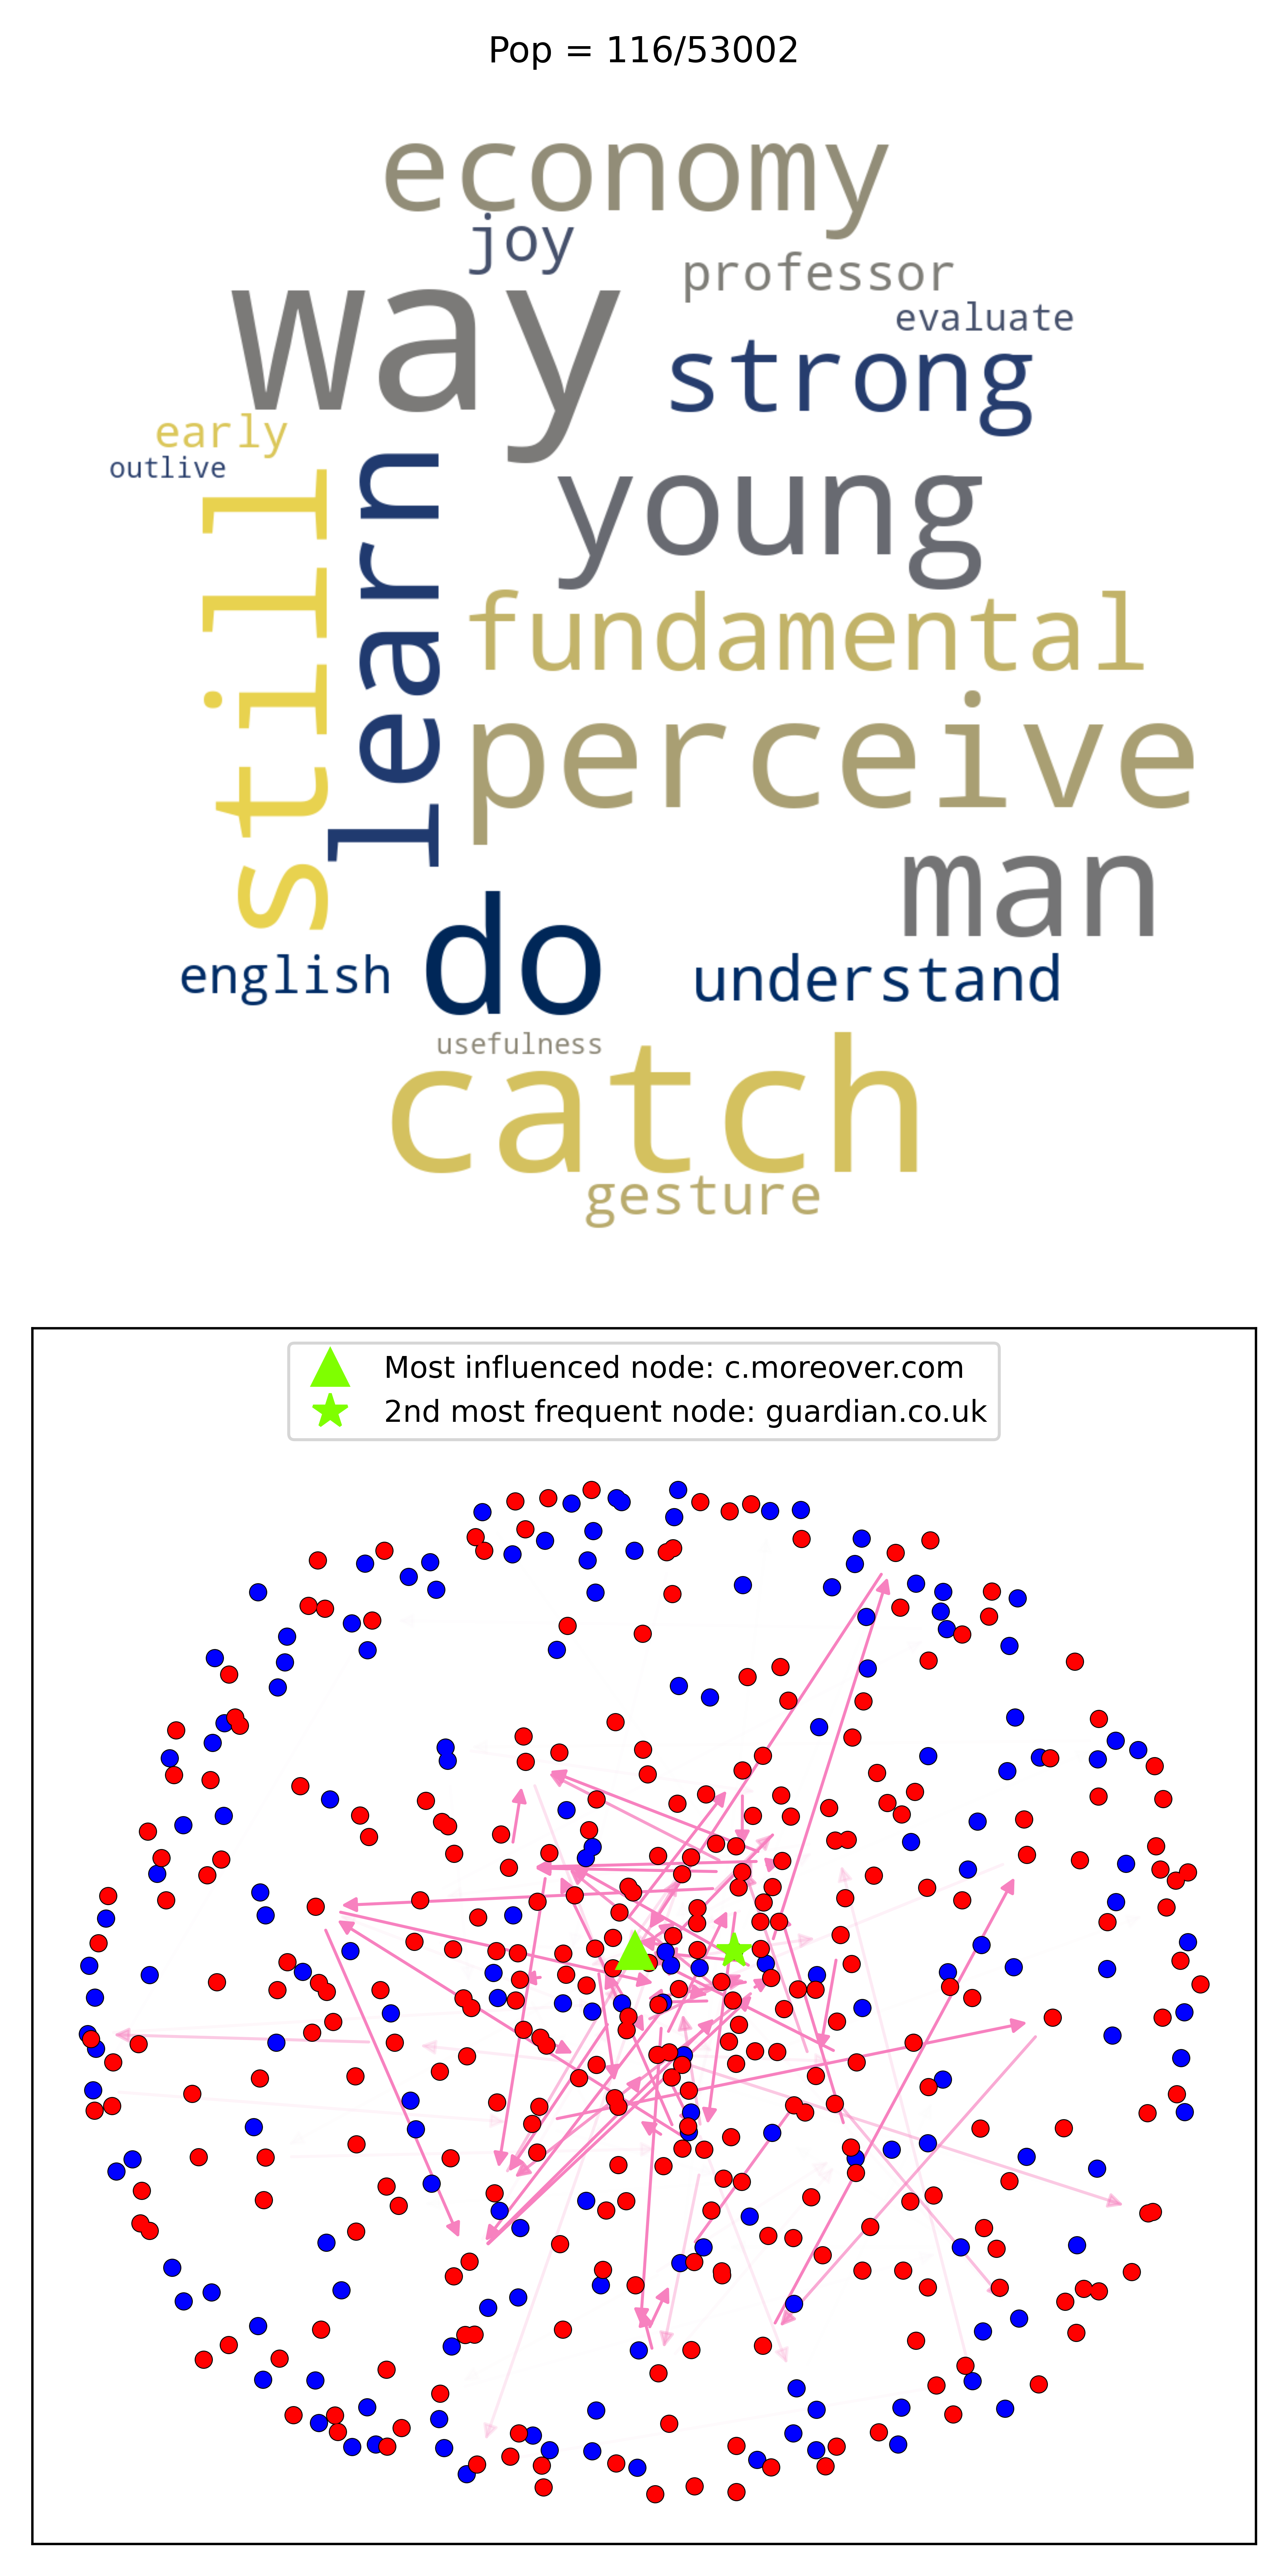 Pop = 116/53002
economy
joy
professor
way
evaluate
strong
early
outlive
still
learn
young
fundamental
perceive
man
do
english
understand
usefulness
catch
gesture
Most influenced node: c.moreover.com
2nd most frequent node: guardian.co.uk